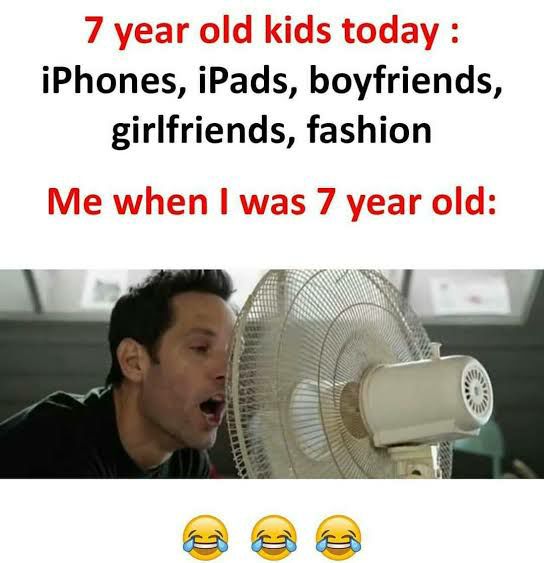 7 year old kids today :
iPhones, iPads, boyfriends,
girlfriends, fashion
Me when I was 7 year old: